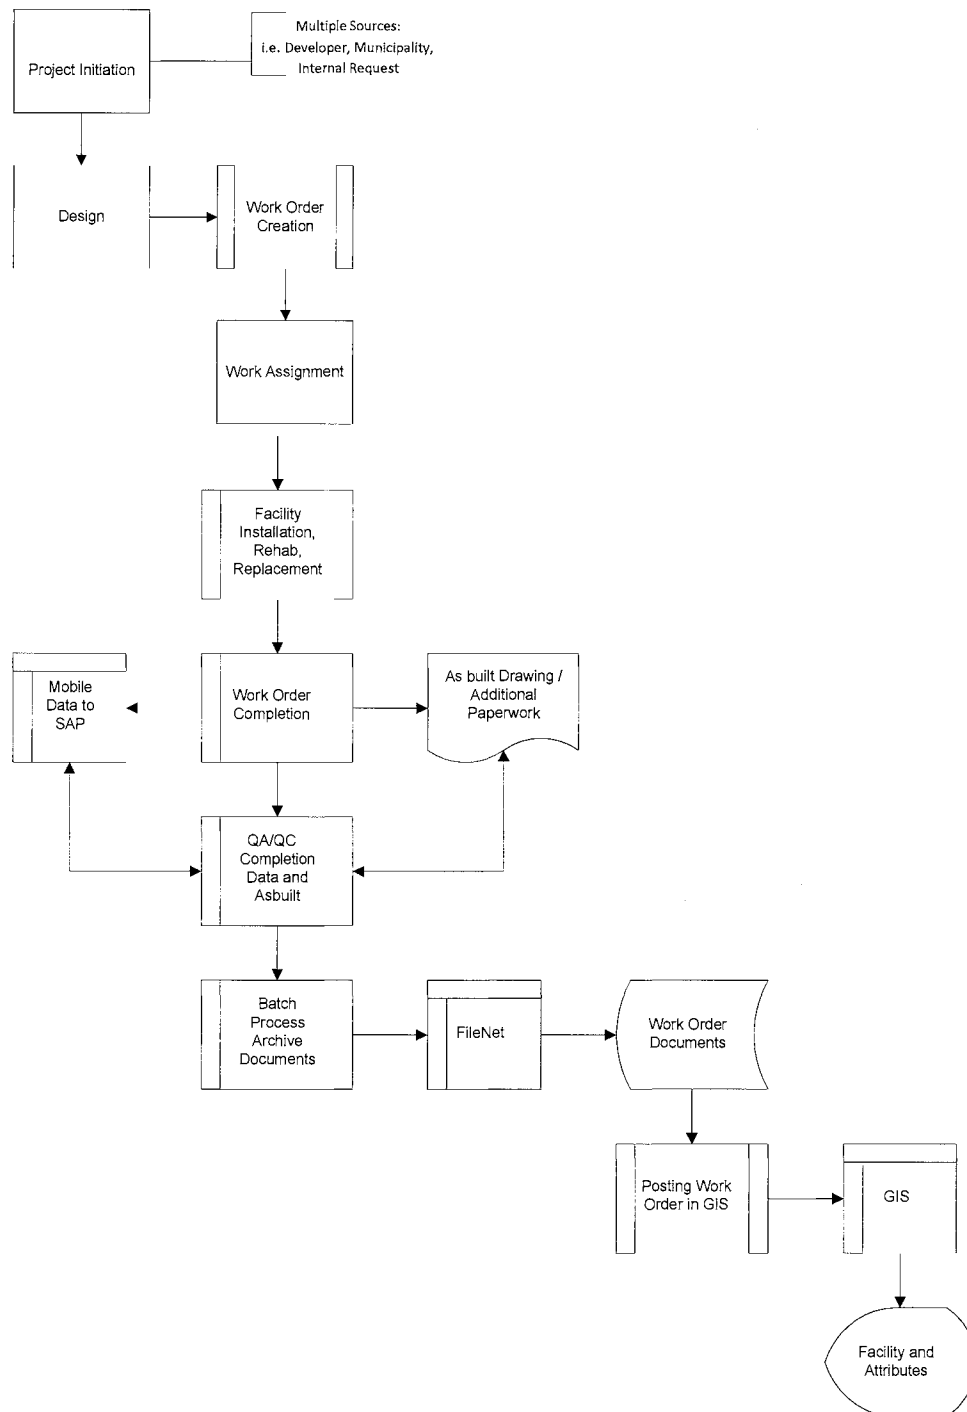 Multiple Sources:
i.e. Developer, Municipality,
Internal Request
Project Initiation
Design
Work Order
Creation
Work Assignment
Facility
Installation,
Rehab,
Replacement
Mobile
Data to
SAP
Work Order
Completion
As built Drawing /
Additional
Paperwork
QA/QC
Completion
Data and
Asbuilt
Batch
Process
Archive
Documents
FileNet
Work Order
Documents
Posting Work
Order in GIS
GIS
Facility and
Attributes